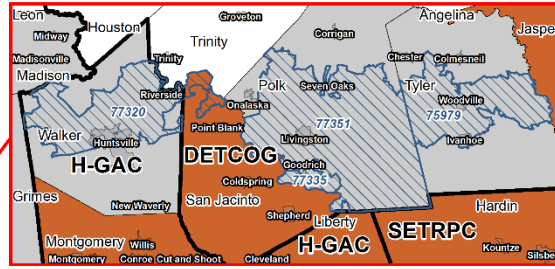 Leon
Houston
Midway
Madisonville
Madison
Trinity
Groveton
Trinity
Corrigan
Angelina
Jaspe
Chester
Colmesneil
Riverside
77320
Walker
Huntsville
H-GAC
Onalaska
Polk
Seven Oaks
Tyler
Woodville
75979
Ivanhoe
Point Blank
77351
Livingston
DETCOG
Goodrich
77335
Coldspring
Grimes
New Waverly
San Jacinto
Shepherd
Liberty
H-GAC
SETRPC
Hardin
Kountze
Silsbe
Montgomery
Willis
Montgomery
Conroe
Cut and Shoot
Cleveland